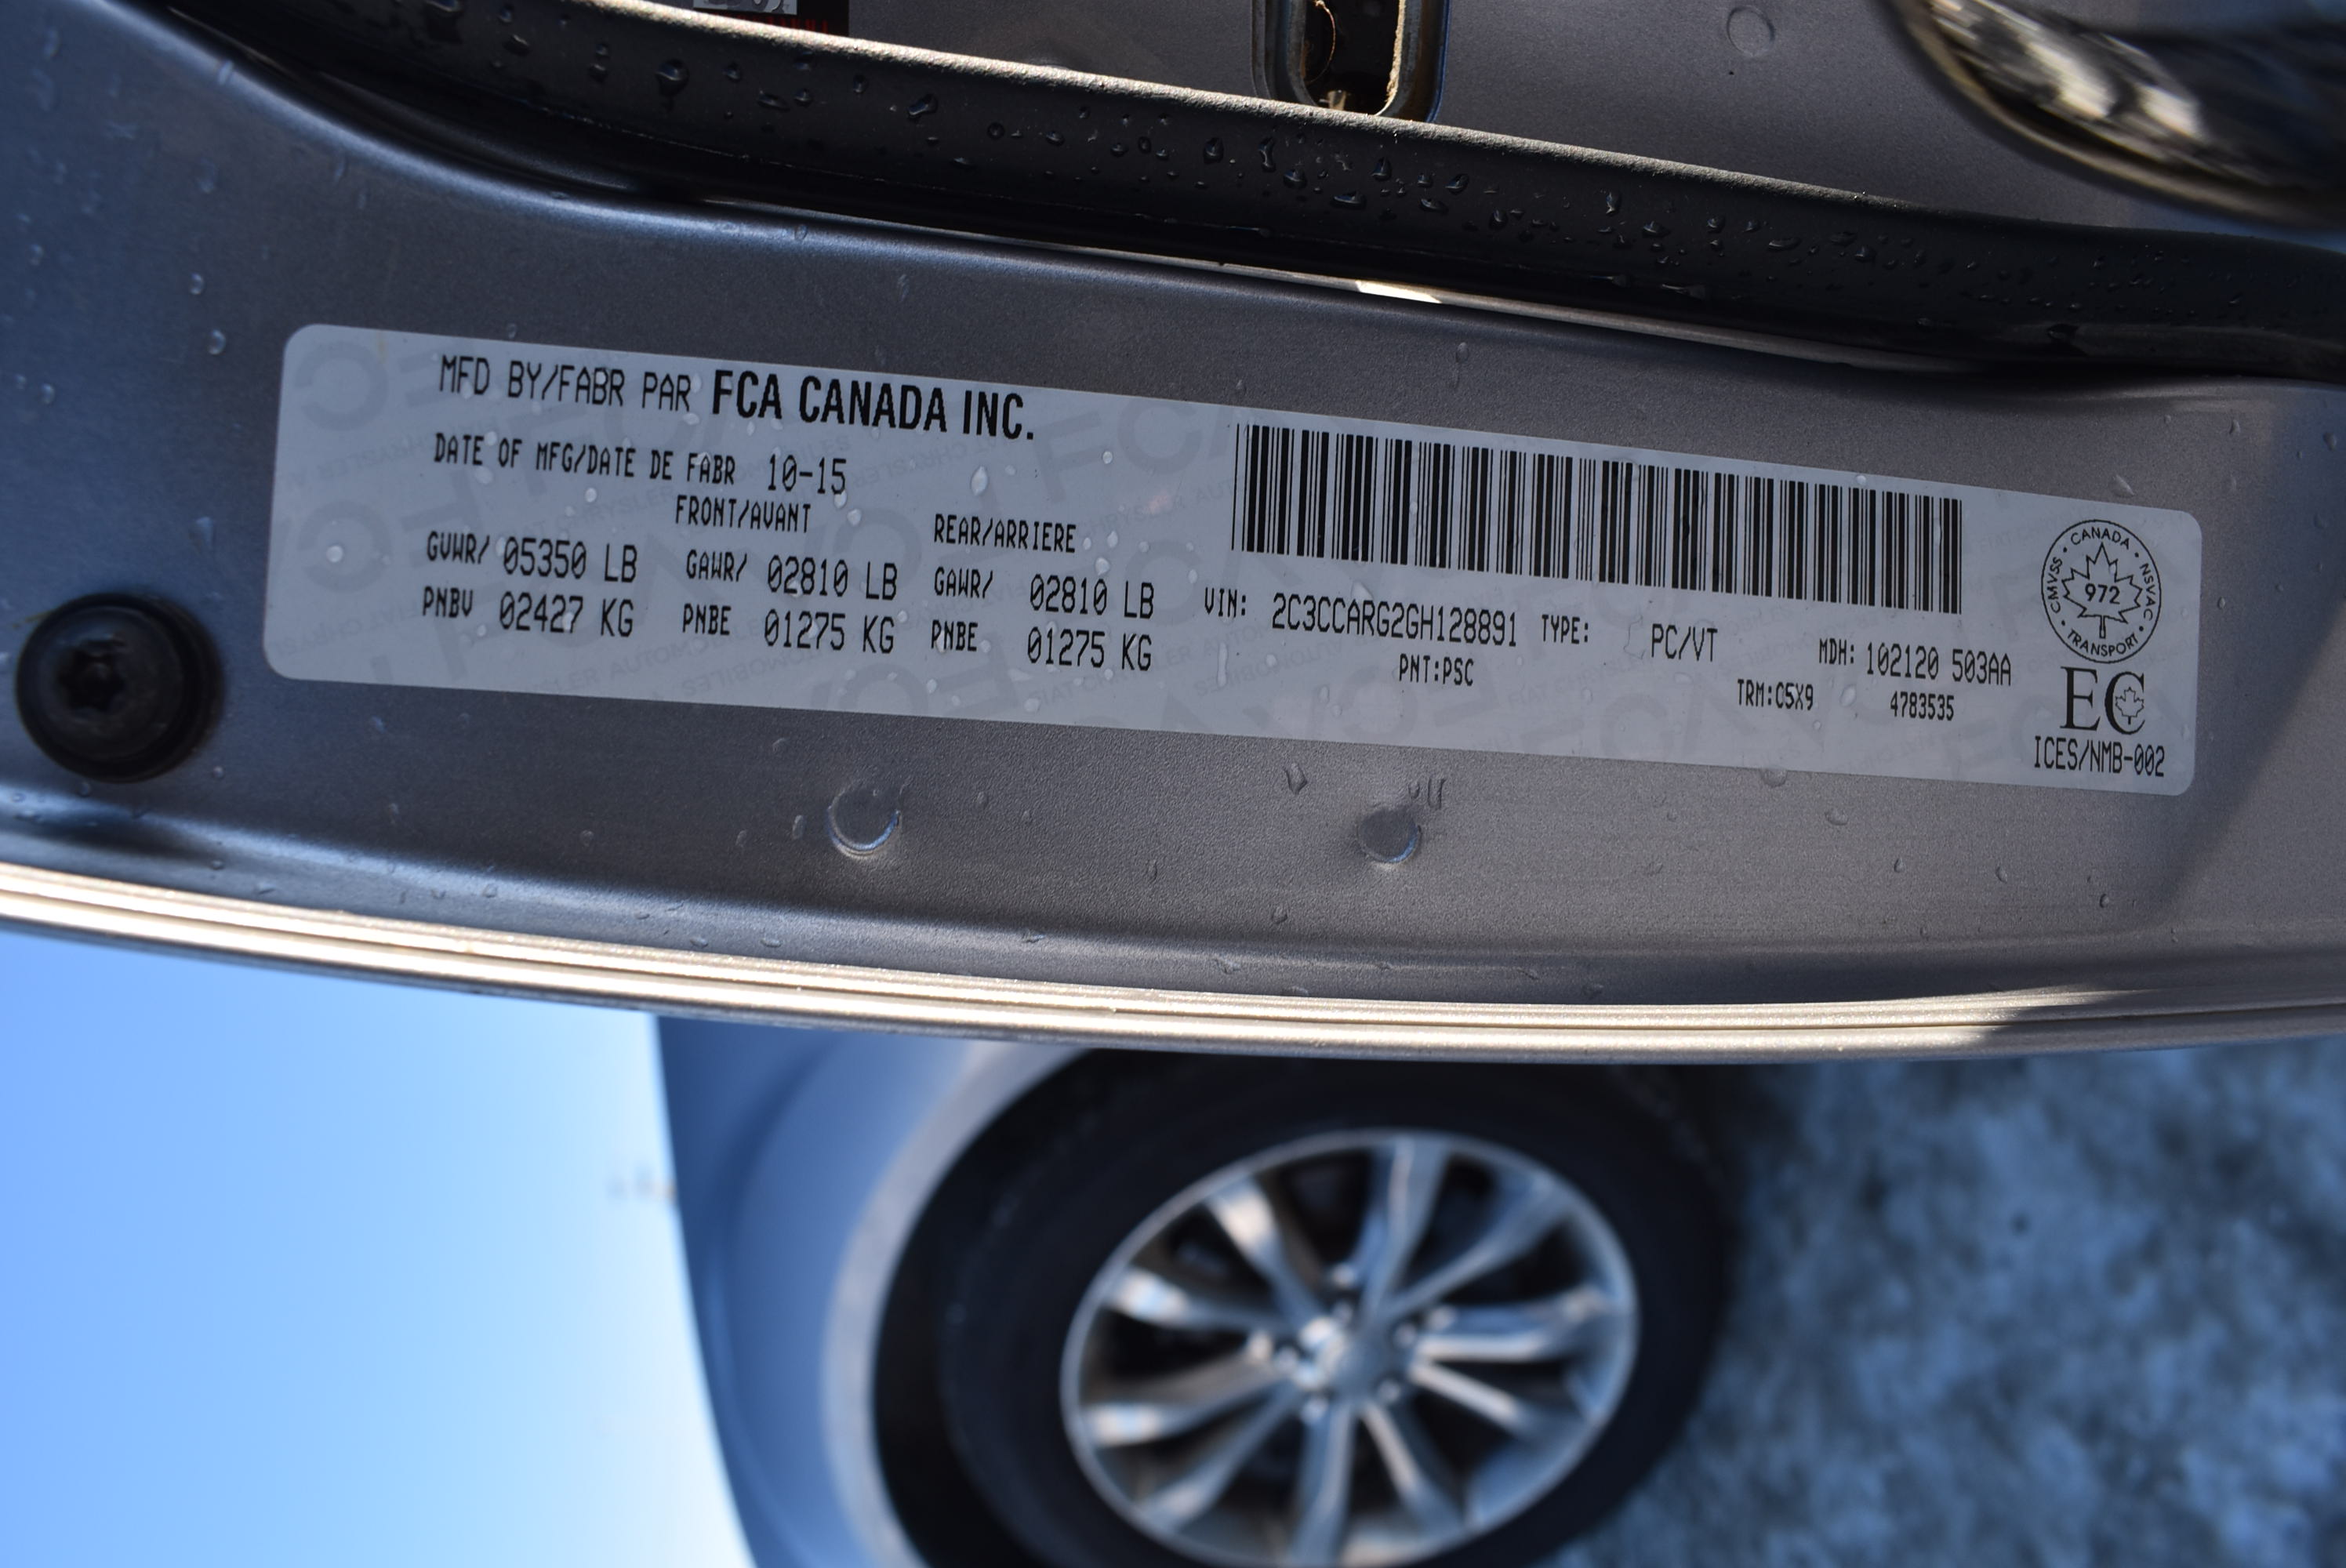 MFD BY/FABR PAR FCA CANADA INC.
DATE OF MFG/DATE DE FABR 10-15
FRONT/AVANT REAR/ARRIERE
GVWR/ 05350 LB GAWR/ 02810 LB GAWR/ 02810 LB
PNBV 02427 KG PNBE 01275 KG PNBE 01275 KG
VIN: 2C3CCARG2GH128891 TYPE: PC/VT MDH: 102120 503AA
PNT:PSC TRM:C5X9 4783535
CANADA
CMVSS NSVAC
972
TRANSPORT
EC
ICES/NMB-002